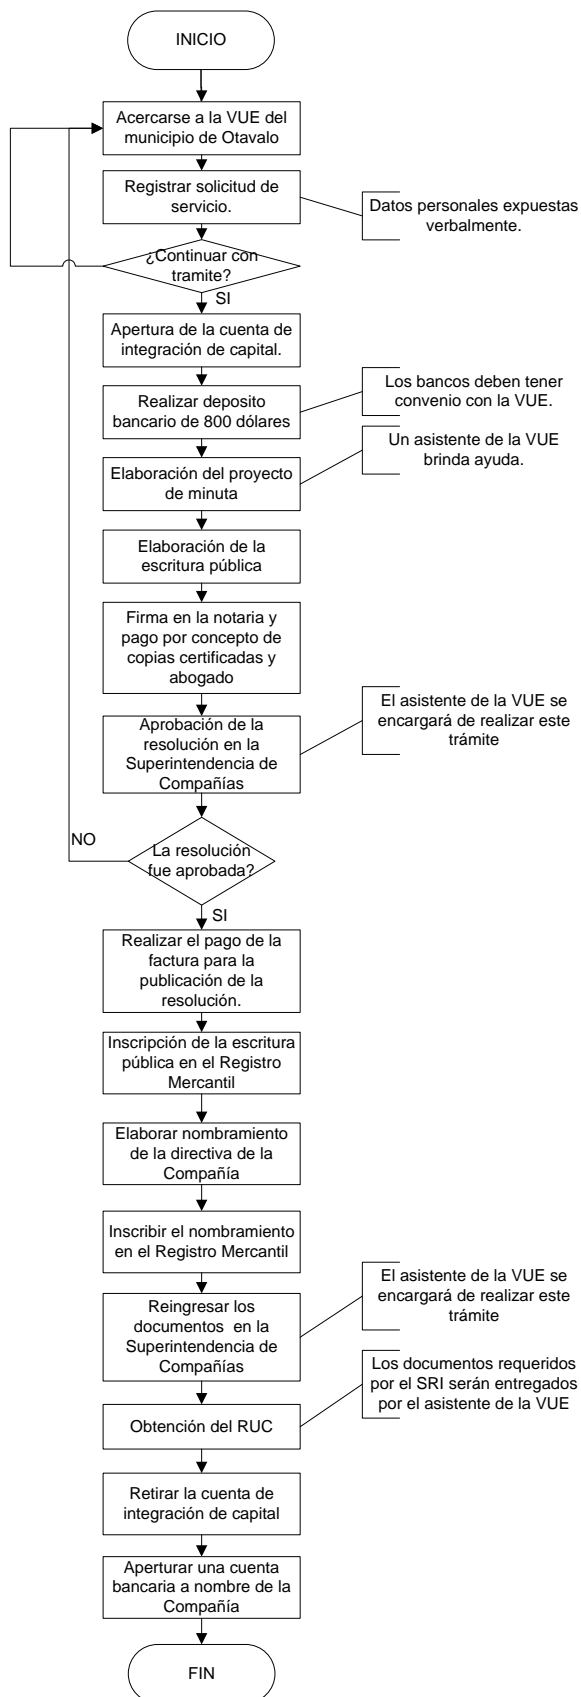 INICIO
Acercarse a la VUE del
municipio de Otavalo
Registrar solicitud de
servicio.
Datos personales expuestas
verbalmente.
¿Continuar con
tramite?
SI
Apertura de la cuenta de
integración de capital.
Realizar deposito
bancario de 800 dólares
Los bancos deben tener
convenio con la VUE.
Elaboración del proyecto
de minuta
Un asistente de la VUE
brinda ayuda.
Elaboración de la
escritura pública
Firma en la notaria y
pago por concepto de
copias certificadas y
abogado
Aprobación de la
resolución en la
Superintendencia de
Compañías
El asistente de la VUE se
encargará de realizar este
trámite
NO
La resolución
fue aprobada?
SI
Realizar el pago de la
factura para la
publicación de la
resolución.
Inscripción de la escritura
pública en el Registro
Mercantil
Elaborar nombramiento
de la directiva de la
Compañía
Inscribir el nombramiento
en el Registro Mercantil
Reingresar los
documentos en la
Superintendencia de
Compañías
El asistente de la VUE se
encargará de realizar este
trámite
Obtención del RUC
Los documentos requeridos
por el SRI serán entregados
por el asistente de la VUE
Retirar la cuenta de
integración de capital
Aperturar una cuenta
bancaria a nombre de la
Compañía
FIN